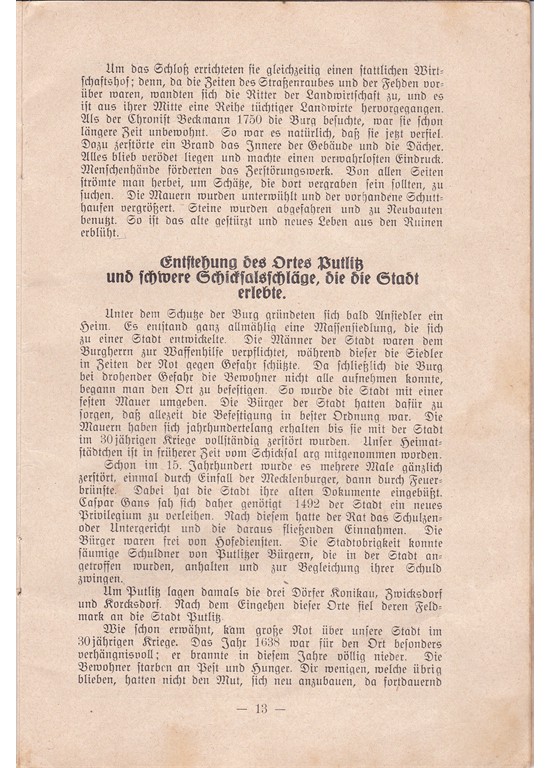 Um das Schloß errichteten sie gleichzeitig einen stattlichen Wirt-
schaftshof; denn, da die Zeiten des Straßenraubes und der Fehden vor-
über waren, wandten sich die Ritter der Landwirtschaft zu, und es
ist aus ihrer Mitte eine Reihe tüchtiger Landwirte hervorgegangen.
Als der Chronist Beckmann 1750 die Burg besuchte, war sie schon
längere Zeit unbewohnt. So war es natürlich, daß sie jetzt verfiel.
Dazu zerstörte ein Brand das Innere der Gebäude und die Dächer.
Alles blieb verödet liegen und machte einen verwahrlosten Eindruck.
Menschenhände förderten das Zerstörungswerk. Von allen Seiten
strömte man herbei, um Schätze, die dort vergraben sein sollten, zu
suchen. Die Mauern wurden unterwühlt und der vorhandene Schutt-
haufen vergrößert. Steine wurden abgefahren und zu Neubauten
benutzt. So ist das alte gestürzt und neues Leben aus den Ruinen
erblüht.
Entstehung des Ortes Putlitz
und schwere Schicksalsschläge, die die Stadt
erlebte.
Unter dem Schutze der Burg gründeten sich bald Ansiedler ein
Heim. Es entstand ganz allmählig eine Massensiedlung, die sich
zu einer Stadt entwickelte. Die Männer der Stadt waren dem
Burgherrn zur Waffenhilfe verpflichtet, während dieser die Siedler
in Zeiten der Not gegen Gefahr schützte. Da schließlich die Burg
bei drohender Gefahr die Bewohner nicht alle aufnehmen konnte,
begann man den Ort zu befestigen. So wurde die Stadt mit einer
festen Mauer umgeben. Die Bürger der Stadt hatten dafür zu
sorgen, daß allezeit die Befestigung in bester Ordnung war. Die
Mauern haben sich jahrhundertelang erhalten bis sie mit der Stadt
im 30jährigen Kriege vollständig zerstört wurden. Unser Heimat-
städtchen ist in früherer Zeit vom Schicksal arg mitgenommen worden.
Schon im 15. Jahrhundert wurde es mehrere Male gänzlich
zerstört, einmal durch Einfall der Mecklenburger, dann durch Feuer-
brünste. Dabei hat die Stadt ihre alten Dokumente eingebüßt.
Caspar Gans sah sich daher genötigt 1492 der Stadt ein neues
Privilegium zu verleihen. Nach diesem hatte der Rat das Schulzen-
oder Untergericht und die daraus fließenden Einnahmen. Die
Bürger waren frei von Hofediensten. Die Stadtobrigkeit konnte
säumige Schuldner von Putlitzer Bürgern, die in der Stadt an-
getroffen wurden, anhalten und zur Begleichung ihrer Schuld
zwingen.
Um Putlitz lagen damals die drei Dörfer Konikau, Zwicksdorf
und Korcksdorf. Nach dem Eingehen dieser Orte fiel deren Feld-
mark an die Stadt Putlitz.
Wie schon erwähnt, kam große Not über unsere Stadt im
30jährigen Kriege. Das Jahr 1638 war für den Ort besonders
verhängnisvoll; er brannte in diesem Jahre völlig nieder. Die
Bewohner starben an Pest und Hunger. Die wenigen, welche übrig
blieben, hatten nicht den Mut, sich neu anzubauen, da fortdauernd
— 13 —